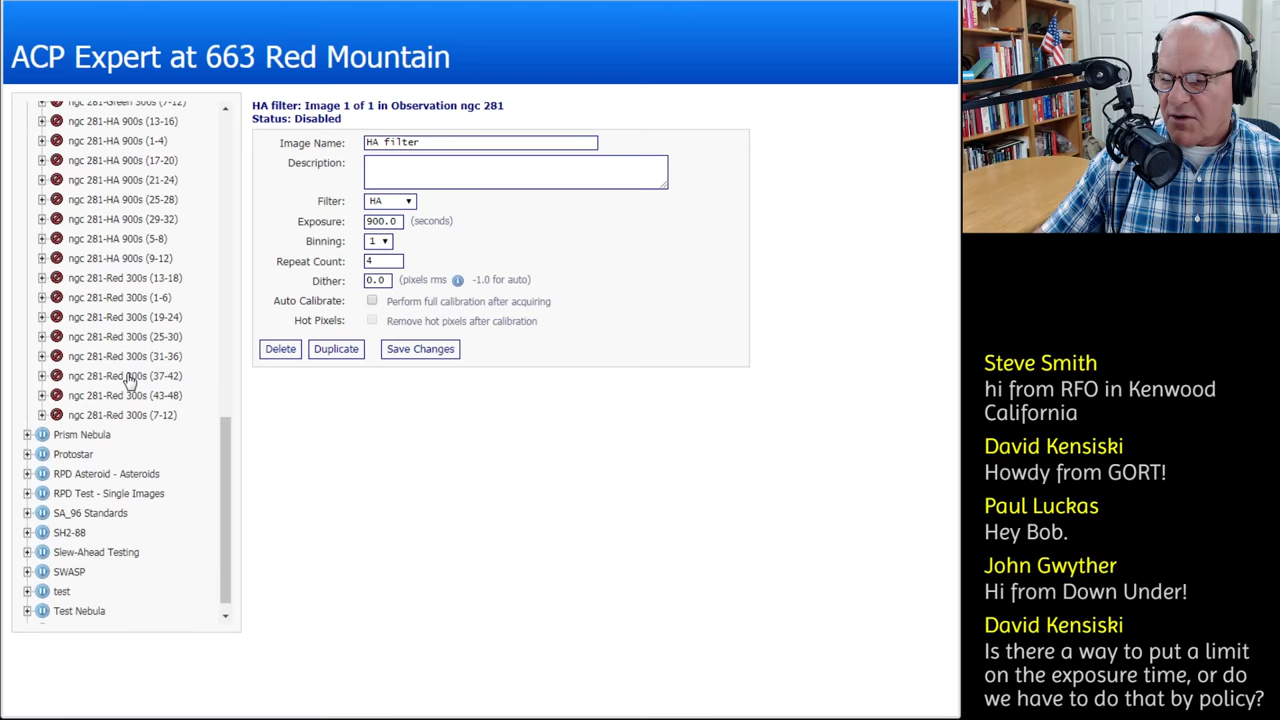 ACP Expert at 663 Red Mountain
ngc 281-Green 300s (7-12)
ngc 281-HA 900s (13-16)
ngc 281-HA 900s (1-4)
ngc 281-HA 900s (17-20)
ngc 281-HA 900s (21-24)
ngc 281-HA 900s (25-28)
ngc 281-HA 900s (29-32)
ngc 281-HA 900s (5-8)
ngc 281-HA 900s (9-12)
ngc 281-Red 300s (13-18)
ngc 281-Red 300s (1-6)
ngc 281-Red 300s (19-24)
ngc 281-Red 300s (25-30)
ngc 281-Red 300s (31-36)
ngc 281-Red 300s (37-42)
ngc 281-Red 300s (43-48)
ngc 281-Red 300s (7-12)
Prism Nebula
Protostar
RPD Asteroid - Asteroids
RPD Test - Single Images
SA_96 Standards
SH2-88
Slew-Ahead Testing
SWASP
test
Test Nebula
HA filter: Image 1 of 1 in Observation ngc 281
Status: Disabled
Image Name: HA filter
Description:
Filter: HA
Exposure: 900.0 (seconds)
Binning: 1
Repeat Count: 4
Dither: 0.0 (pixels rms -1.0 for auto)
Auto Calibrate: Perform full calibration after acquiring
Hot Pixels: Remove hot pixels after calibration
Delete Duplicate Save Changes
Steve Smith
hi from RFO in Kenwood
California
David Kensiski
Howdy from GORT!
Paul Luckas
Hey Bob.
John Gwyther
Hi from Down Under!
David Kensiski
Is there a way to put a limit
on the exposure time, or do
we have to do that by policy?